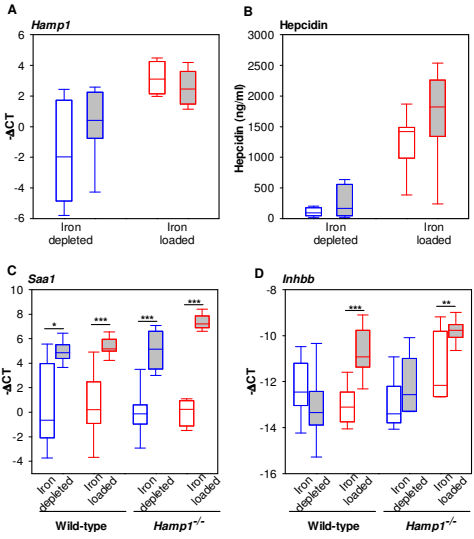 A
Hamp1
6
4
2
0
-2
-4
-6
-ΔCT
Iron depleted
Iron loaded
B
Hepcidin
3000
2500
2000
1500
1000
500
0
Hepcidin (ng/ml)
Iron depleted
Iron loaded
C
Saa1
10
8
6
4
2
0
-2
-4
-ΔCT
*
***
***
***
Iron depleted
Iron loaded
Iron depleted
Iron loaded
Wild-type
Hamp1-/-
D
Inhbb
-8
-10
-12
-14
-16
-ΔCT
***
**
Iron depleted
Iron loaded
Iron depleted
Iron loaded
Wild-type
Hamp1-/-